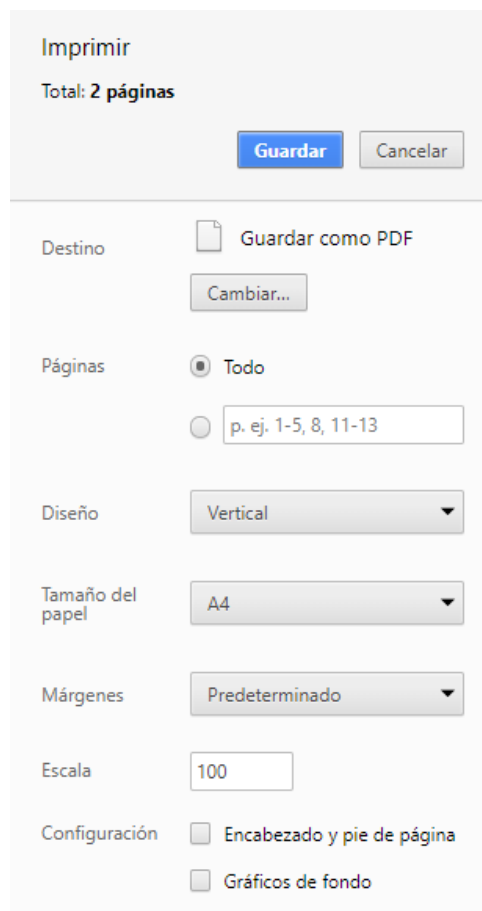 Imprimir
Total: 2 páginas
Guardar
Cancelar
Destino
Guardar como PDF
Cambiar...
Páginas
Todo
p. ej. 1-5, 8, 11-13
Diseño
Vertical
Tamaño del
papel
A4
Márgenes
Predeterminado
Escala
100
Configuración
Encabezado y pie de página
Gráficos de fondo